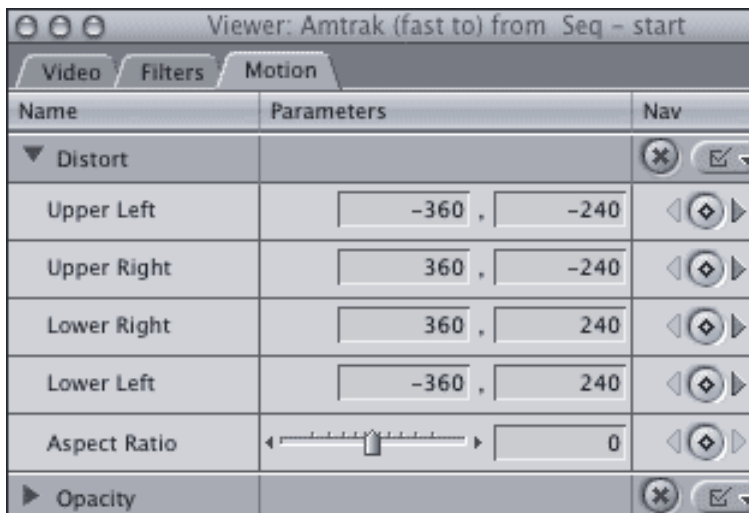 Viewer: Amtrak (fast to) from Seq - start
Video Filters Motion
Name Parameters Nav
Distort
Upper Left -360 , -240
Upper Right 360 , -240
Lower Right 360 , 240
Lower Left -360 , 240
Aspect Ratio 0
Opacity